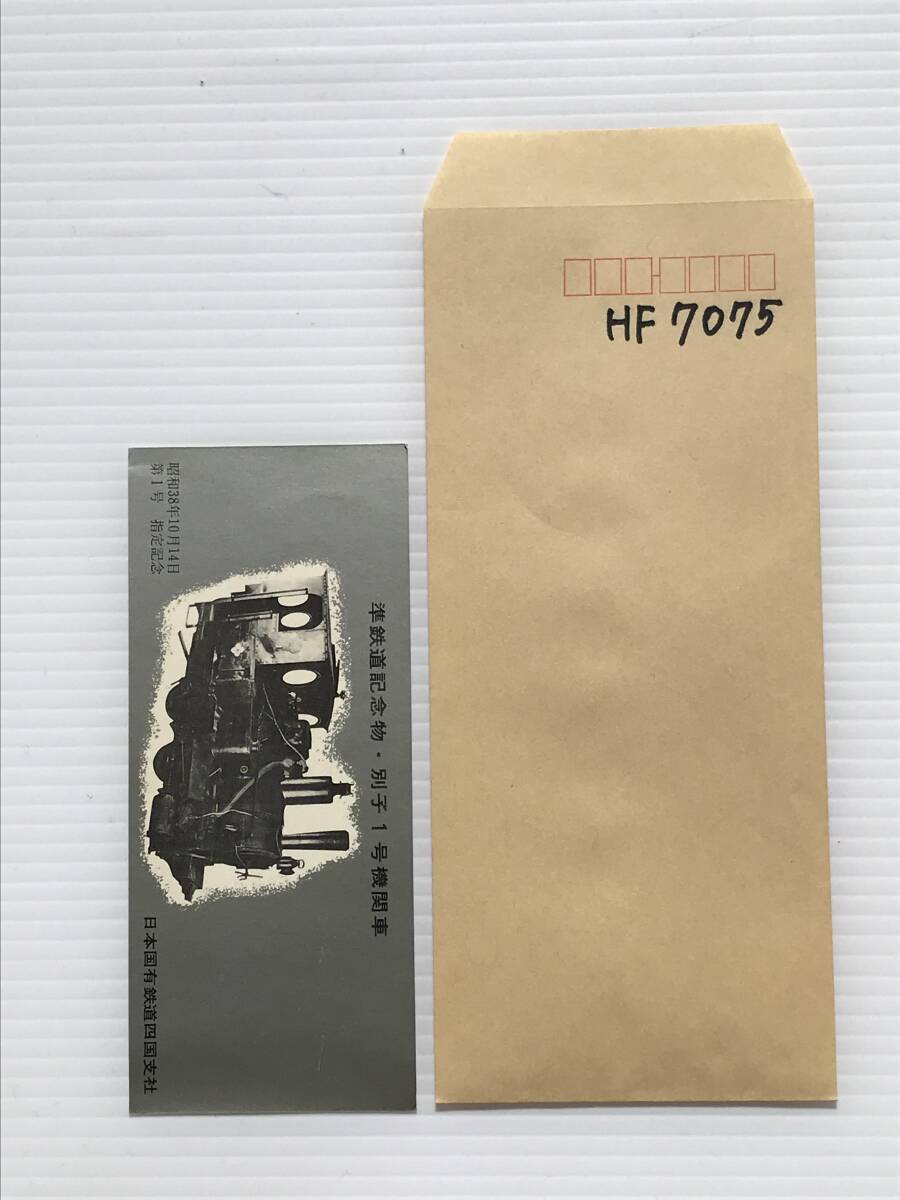 HF 7075
準鉄道記念物・別子1号機関車
昭和38年10月14日
第1号 指定記念
日本国有鉄道四国支社